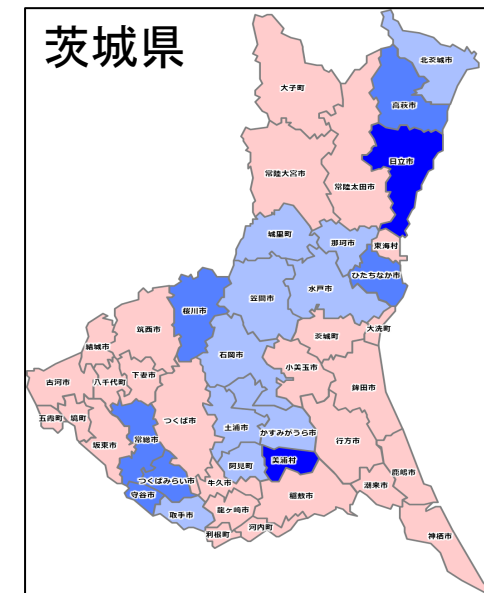 茨城県
北茨城市
大子町
高萩市
日立市
常陸大宮市
常陸太田市
城里町
那珂市
東海村
ひたちなか市
笠間市
水戸市
桜川市
大洗町
筑西市
茨城町
結城市
石岡市
小美玉市
下妻市
古河市
八千代町
鉾田市
五霞町
境町
つくば市
土浦市
かすみがうら市
常総市
行方市
坂東市
美浦村
阿見町
鹿嶋市
つくばみらい市
牛久市
潮来市
守谷市
稲敷市
龍ヶ崎市
取手市
河内町
利根町
神栖市